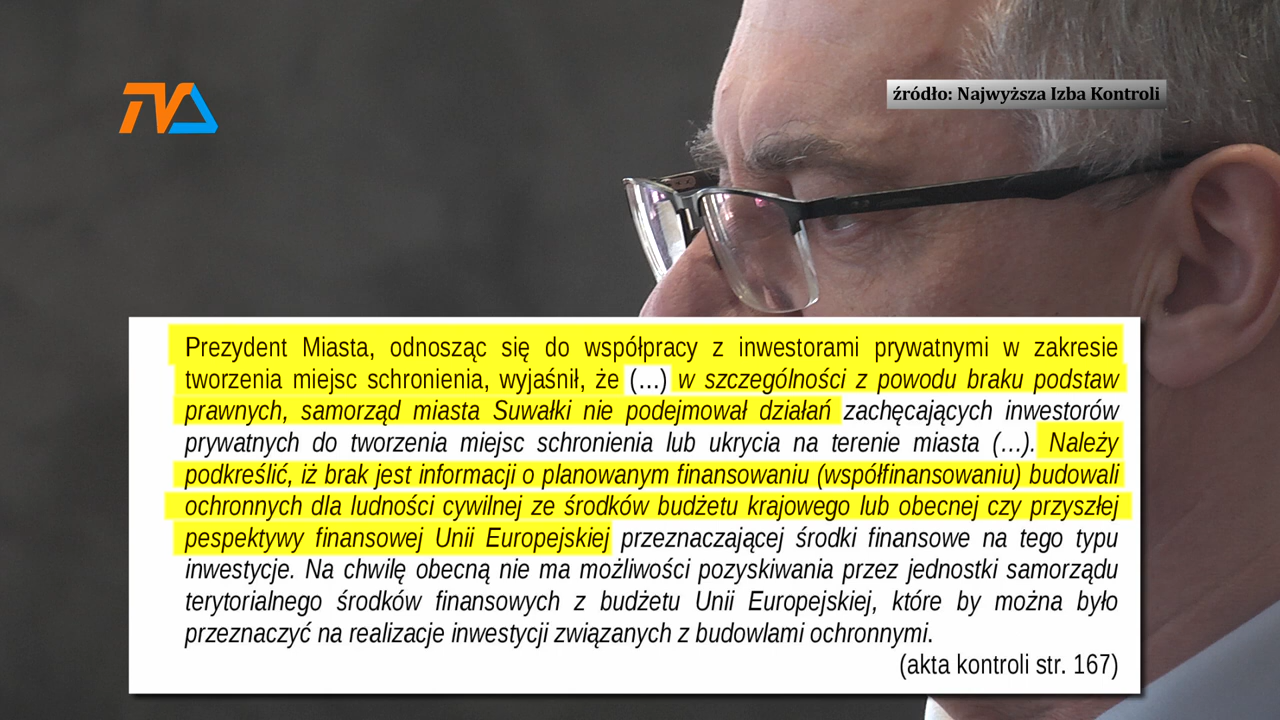 TVA
źródło: Najwyższa Izba Kontroli
Prezydent Miasta, odnosząc się do współpracy z inwestorami prywatnymi w zakresie
tworzenia miejsc schronienia, wyjaśnił, że (…) w szczególności z powodu braku podstaw
prawnych, samorząd miasta Suwałki nie podejmował działań zachęcających inwestorów
prywatnych do tworzenia miejsc schronienia lub ukrycia na terenie miasta (…). Należy
podkreślić, iż brak jest informacji o planowanym finansowaniu (współfinansowaniu) budowali
ochronnych dla ludności cywilnej ze środków budżetu krajowego lub obecnej czy przyszłej
pespektywy finansowej Unii Europejskiej przeznaczającej środki finansowe na tego typu
inwestycje. Na chwilę obecną nie ma możliwości pozyskiwania przez jednostki samorządu
terytorialnego środków finansowych z budżetu Unii Europejskiej, które by można było
przeznaczyć na realizacje inwestycji związanych z budowlami ochronnymi.
(akta kontroli str. 167)